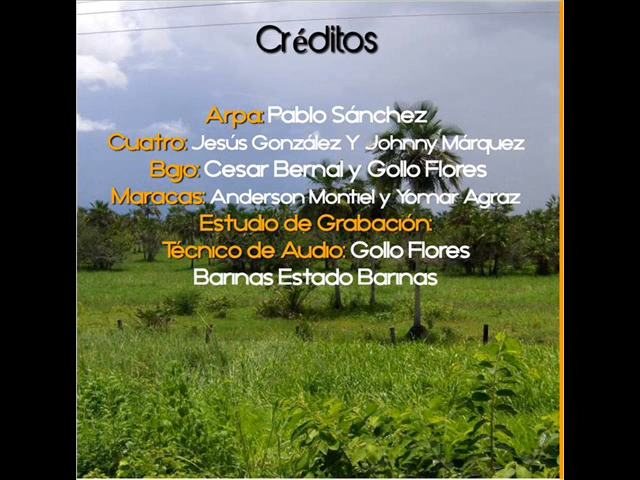 Créditos
Arpa: Pablo Sánchez
Cuatro: Jesús González Y Johnny Márquez
Bajo: Cesar Bernal y Gollo Flores
Maracas: Anderson Montiel y Yomar Agraz
Estudio de Grabación:
Técnico de Audio: Gollo Flores
Barinas Estado Barinas